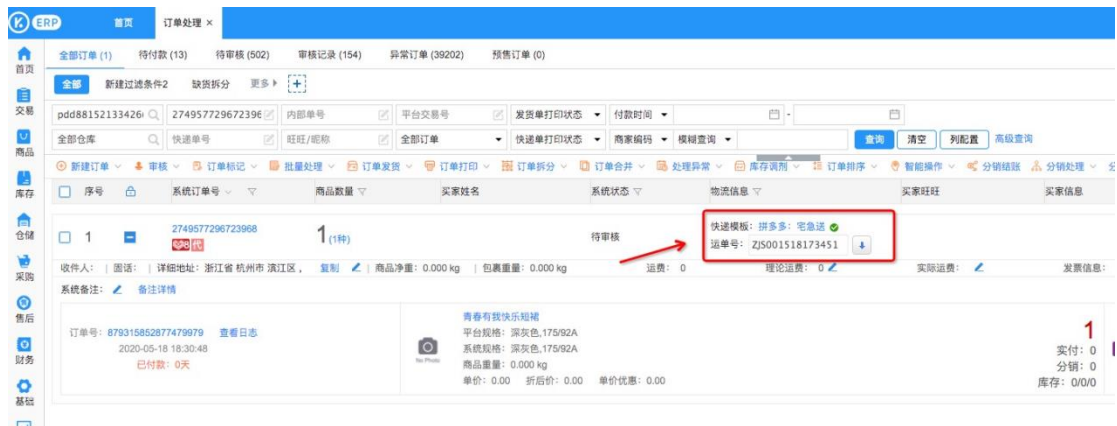 ERP 首页 订单处理 ×
首页 全部订单 (1) 待付款 (13) 待审核 (502) 审核记录 (154) 异常订单 (39202) 预售订单 (0)
交易 全部 新建过滤条件2 缺货拆分 更多
pdd88152133426 274957729672396 内部单号 平台交易号 发货单打印状态 付款时间 -
商品 全部仓库 快递单号 旺旺/昵称 全部订单 快递单打印状态 商家编码 模糊查询 查询 清空 列配置 高级查询
新建订单 审核 订单标记 批量处理 订单发货 订单打印 订单拆分 订单合并 处理异常 库存调剂 订单排序 智能操作 分销结账 分销处理
库存 序号 系统订单号 商品数量 买家姓名 系统状态 物流信息 买家旺旺 买家信息
仓储 1 2749577296723968 1 (1种) 待审核 快递模板：拼多多：宅急送
代 运单号： ZJS001518173451
采购 收件人： | 固话： | 详细地址：浙江省 杭州市 滨江区， 复制 | 商品净重：0.000 kg | 包裹重量：0.000 kg 运费： 0 理论运费： 0 实际运费： 发票信息：
系统备注： 备注详情
售后 青春有我快乐短裙
订单号：879315852877479979 查看日志 平台规格：深灰色,175/92A 1
财务 2020-05-18 18:30:48 No Photo 系统规格：深灰色,175/92A 实付：0
已付款：0天 商品重量：0.000 kg 分销：0
基础 单价：0.00 折后价：0.00 单价优惠：0.00 库存：0/0/0